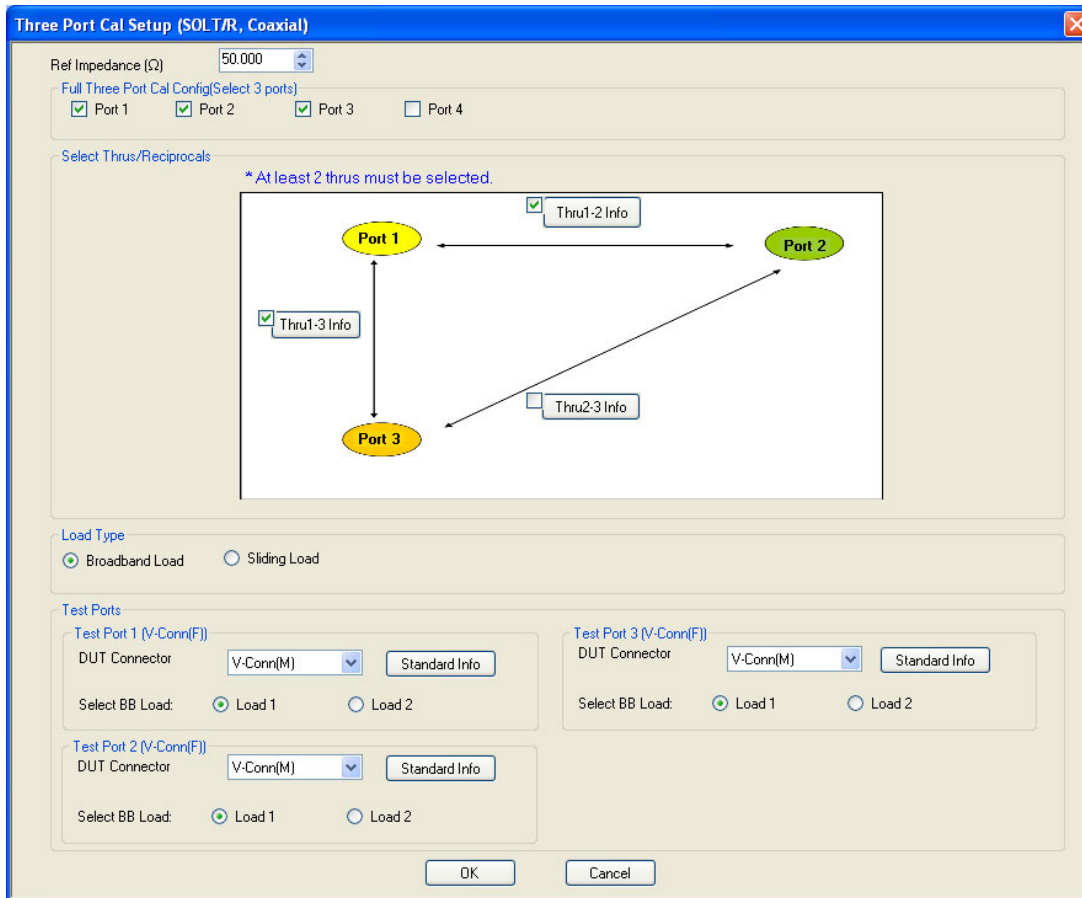 Three Port Cal Setup (SOLT/R, Coaxial)
Ref Impedance (Ω) 50.000
Full Three Port Cal Config(Select 3 ports)
Port 1 Port 2 Port 3 Port 4
Select Thrus/Reciprocals
* At least 2 thrus must be selected.
Thru1-2 Info
Port 1
Port 2
Thru1-3 Info
Thru2-3 Info
Port 3
Load Type
Broadband Load Sliding Load
Test Ports
Test Port 1 (V-Conn(F))
DUT Connector V-Conn(M) Standard Info
Select BB Load: Load 1 Load 2
Test Port 3 (V-Conn(F))
DUT Connector V-Conn(M) Standard Info
Select BB Load: Load 1 Load 2
Test Port 2 (V-Conn(F))
DUT Connector V-Conn(M) Standard Info
Select BB Load: Load 1 Load 2
OK Cancel